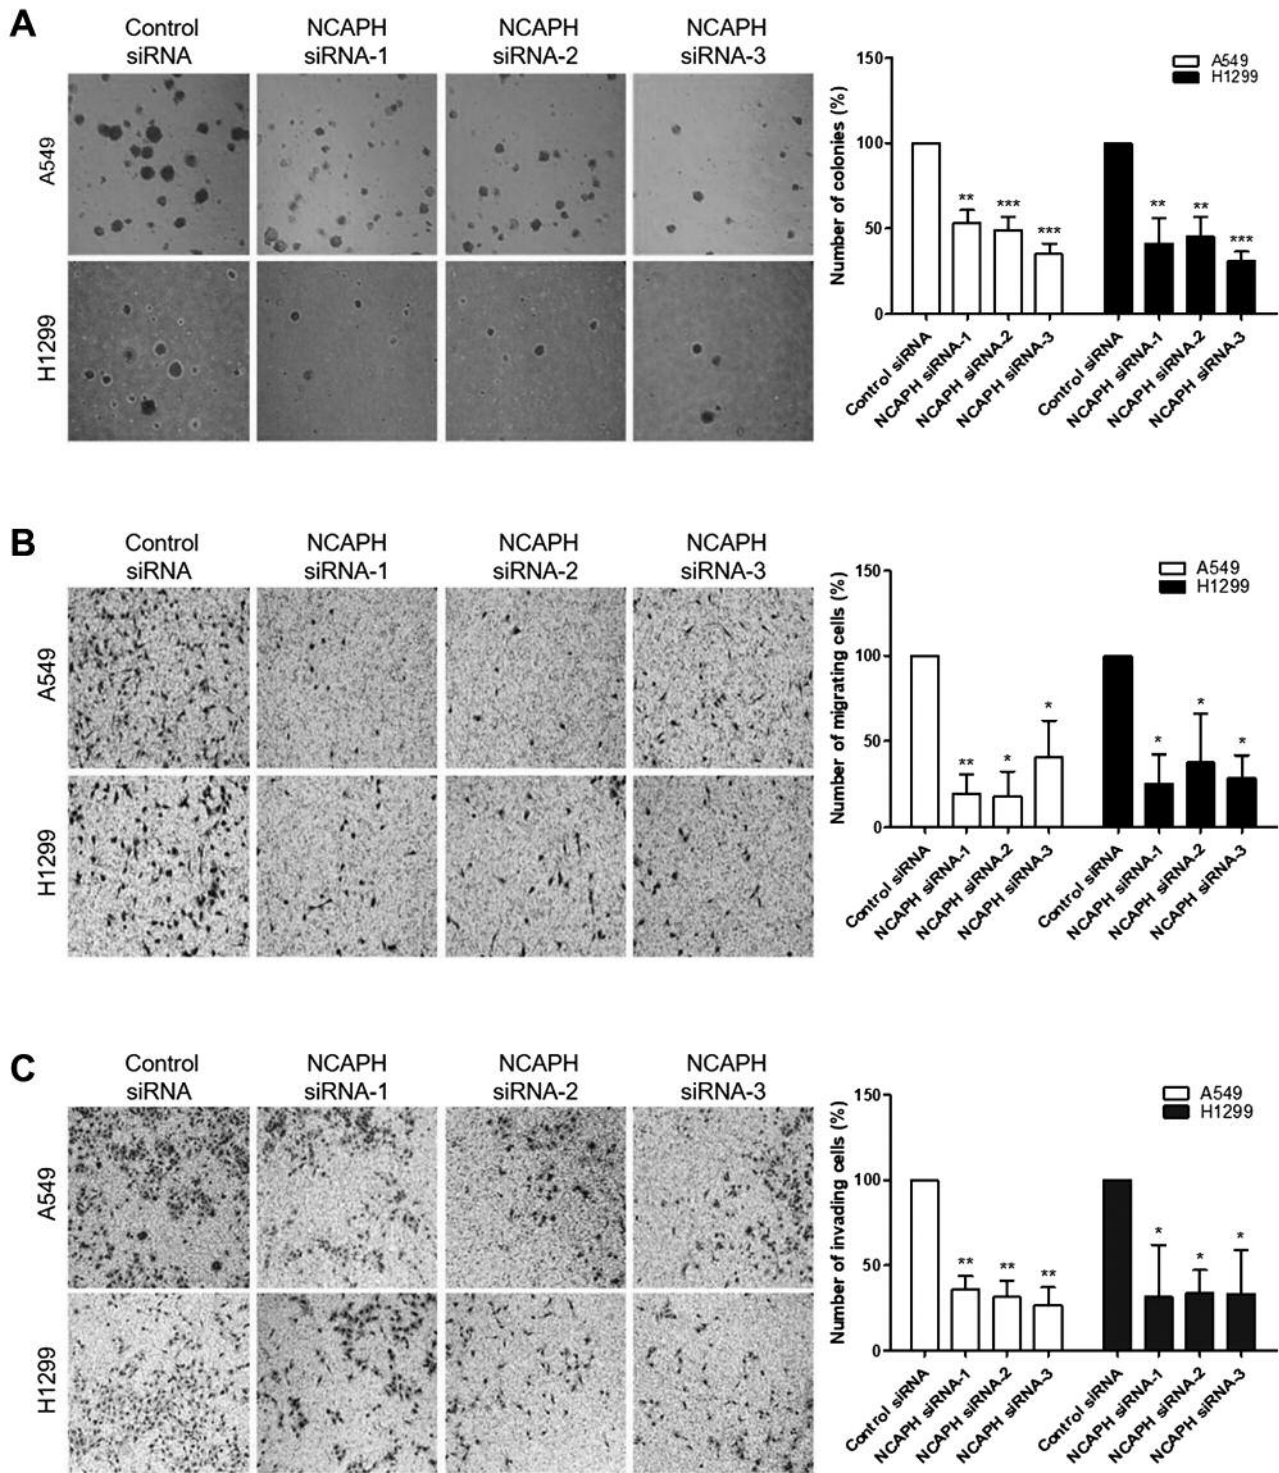 A
Control
siRNA
NCAPH
siRNA-1
NCAPH
siRNA-2
NCAPH
siRNA-3
A549
H1299
Number of colonies (%)
150
100
50
0
A549
H1299
**
***
***
**
**
***
Control siRNA
NCAPH siRNA-1
NCAPH siRNA-2
NCAPH siRNA-3
Control siRNA
NCAPH siRNA-1
NCAPH siRNA-2
NCAPH siRNA-3
B
Control
siRNA
NCAPH
siRNA-1
NCAPH
siRNA-2
NCAPH
siRNA-3
A549
H1299
Number of migrating cells (%)
150
100
50
0
A549
H1299
**
*
*
*
*
*
Control siRNA
NCAPH siRNA-1
NCAPH siRNA-2
NCAPH siRNA-3
Control siRNA
NCAPH siRNA-1
NCAPH siRNA-2
NCAPH siRNA-3
C
Control
siRNA
NCAPH
siRNA-1
NCAPH
siRNA-2
NCAPH
siRNA-3
A549
H1299
Number of invading cells (%)
150
100
50
0
A549
H1299
**
**
**
*
*
*
Control siRNA
NCAPH siRNA-1
NCAPH siRNA-2
NCAPH siRNA-3
Control siRNA
NCAPH siRNA-1
NCAPH siRNA-2
NCAPH siRNA-3